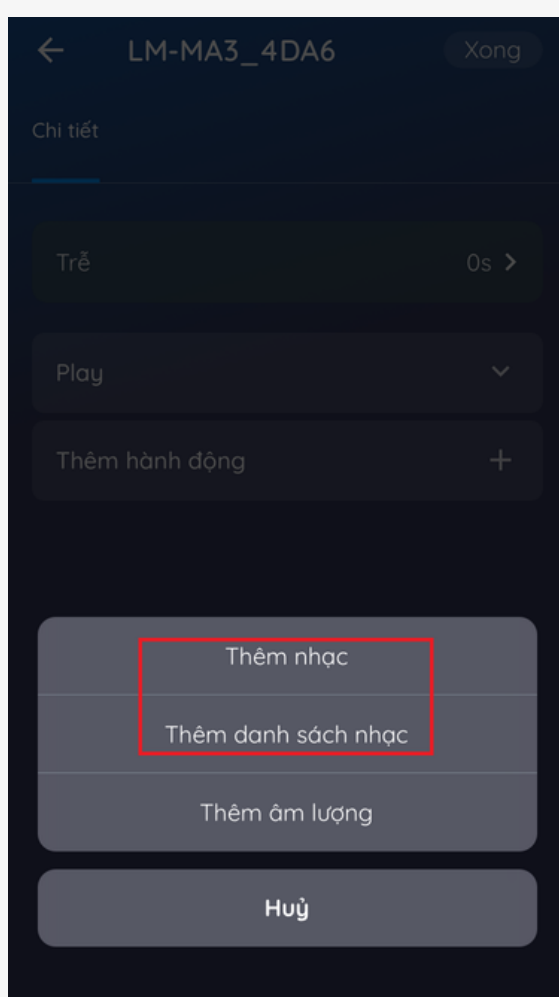 LM-MA3_4DA6
Xong
Chi tiết
Trễ
0s
Play
Thêm hành động
Thêm nhạc
Thêm danh sách nhạc
Thêm âm lượng
Huỷ